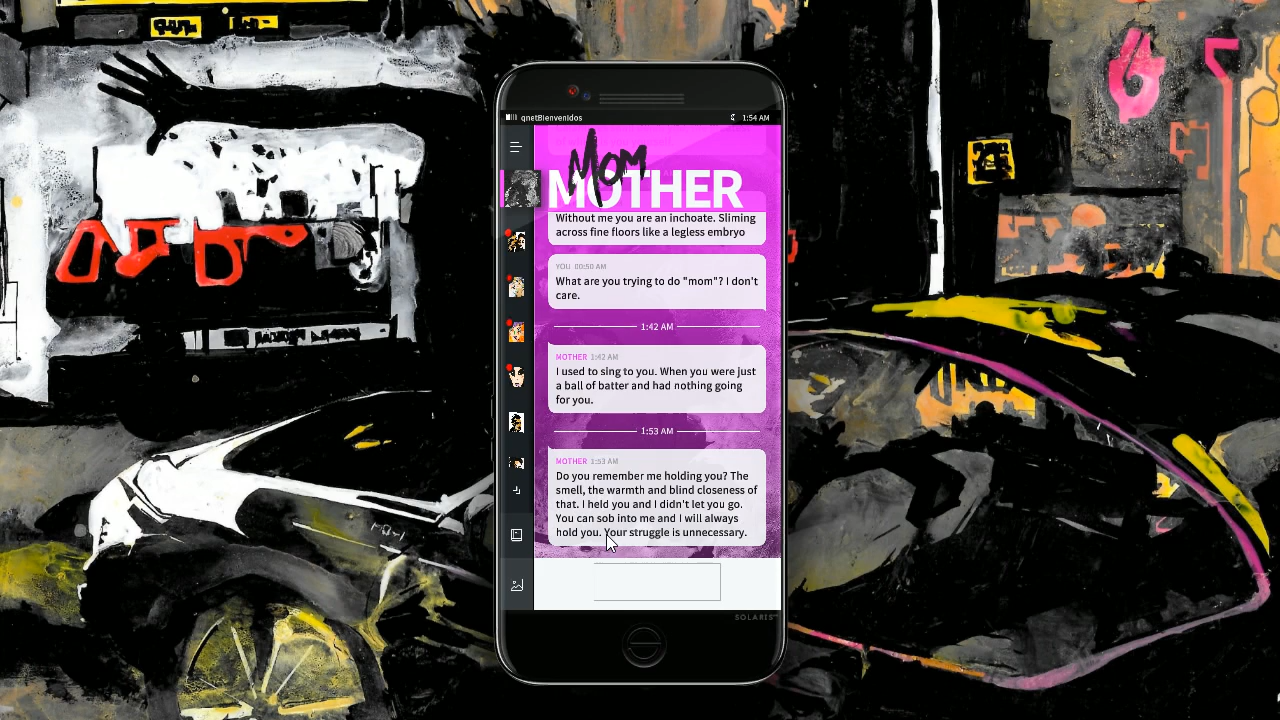 qnetBienvenidos
1:54 AM
Mom
MOTHER
Without me you are an inchoate. Sliming
across fine floors like a legless embryo
YOU 00:50 AM
What are you trying to do "mom"? I don't
care.
1:42 AM
MOTHER 1:42 AM
I used to sing to you. When you were just
a ball of batter and had nothing going
for you.
1:53 AM
MOTHER 1:53 AM
Do you remember me holding you? The
smell, the warmth and blind closeness of
that. I held you and I didn't let you go.
You can sob into me and I will always
hold you. Your struggle is unnecessary.
SOLARIS
6